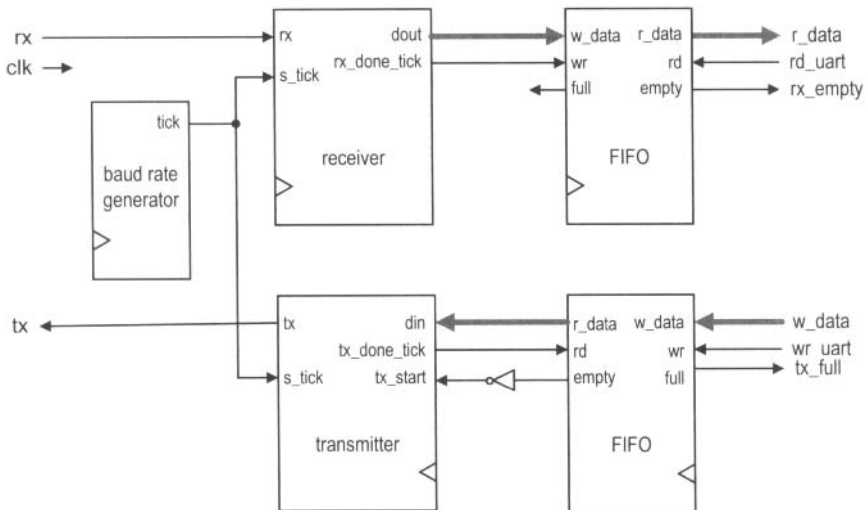 rx
clk
rx
dout
rx_done_tick
s_tick
receiver
w_data
r_data
wr
rd
full
empty
FIFO
r_data
rd_uart
rx_empty
tick
baud rate
generator
tx
tx
din
tx_done_tick
s_tick
tx_start
transmitter
r_data
w_data
rd
wr
empty
full
FIFO
w_data
wr_uart
tx_full